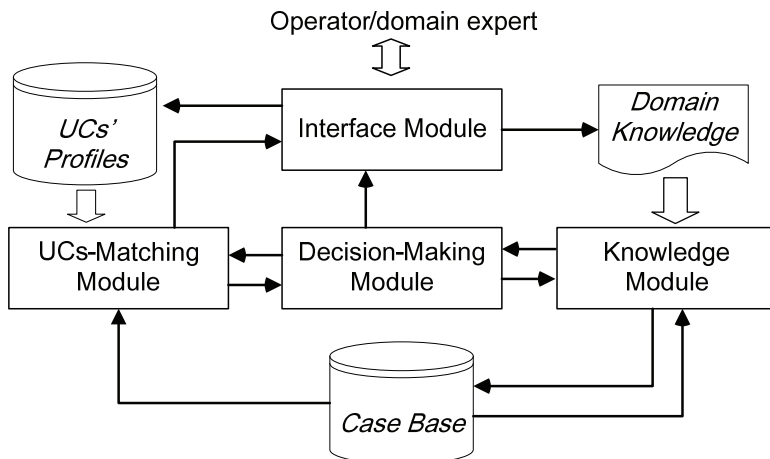 Operator/domain expert
UCs'
Profiles
Interface Module
Domain
Knowledge
UCs-Matching
Module
Decision-Making
Module
Knowledge
Module
Case Base